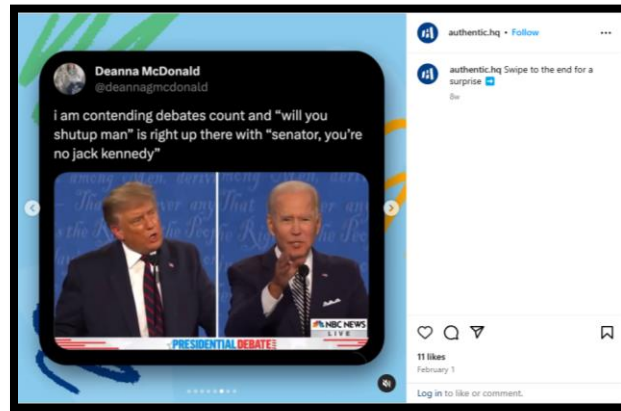 authentic.hq • Follow
Deanna McDonald
@deannagmcdonald
i am contending debates count and “will you
shutup man” is right up there with “senator, you’re
no jack kennedy”
NBC NEWS
LIVE
PRESIDENTIAL DEBATE
authentic.hq Swipe to the end for a
surprise
8w
11 likes
February 1
Log in to like or comment.